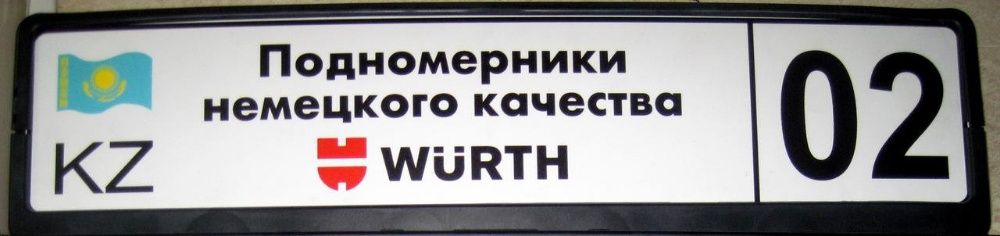 Подномерники
немецкого качества
KZ
WÜRTH
02